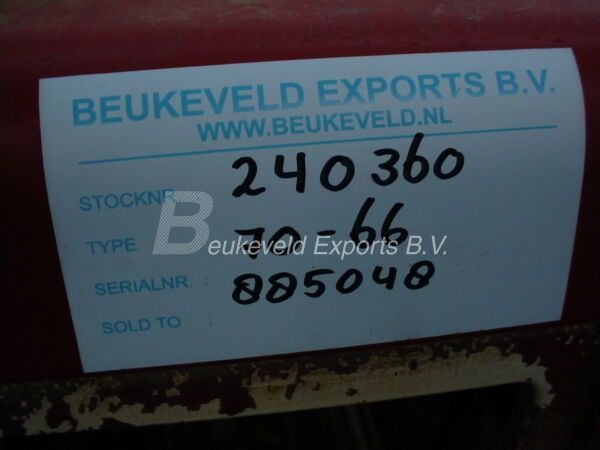 BEUKEVELD EXPORTS B.V.
WWW.BEUKEVELD.NL
STOCKNR. 240360
TYPE 70-66
Beukeveld Exports B.V.
SERIALNR. : 885048
SOLD TO :